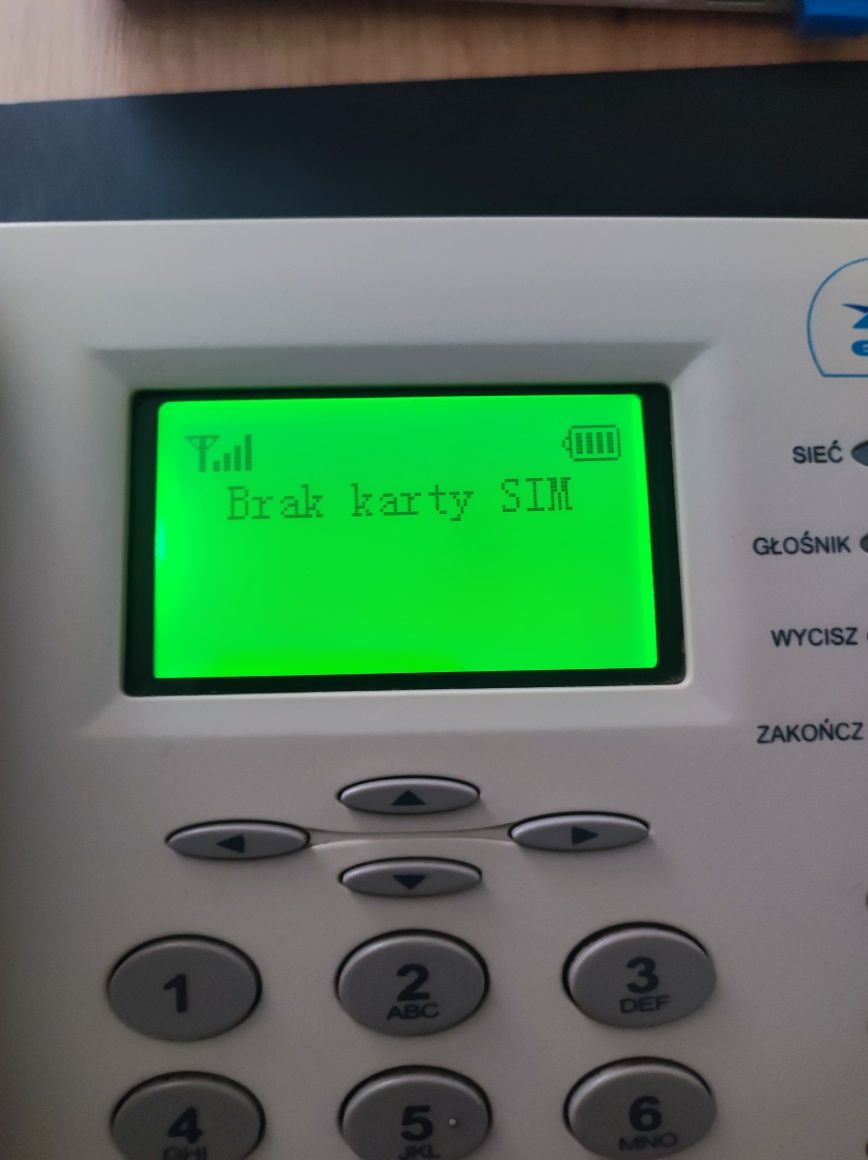 Brak karty SIM
SIEĆ
GŁOŚNIK
WYCISZ
ZAKOŃCZ
1
2
ABC
3
DEF
4
GHI
5
JKL
6
MNO